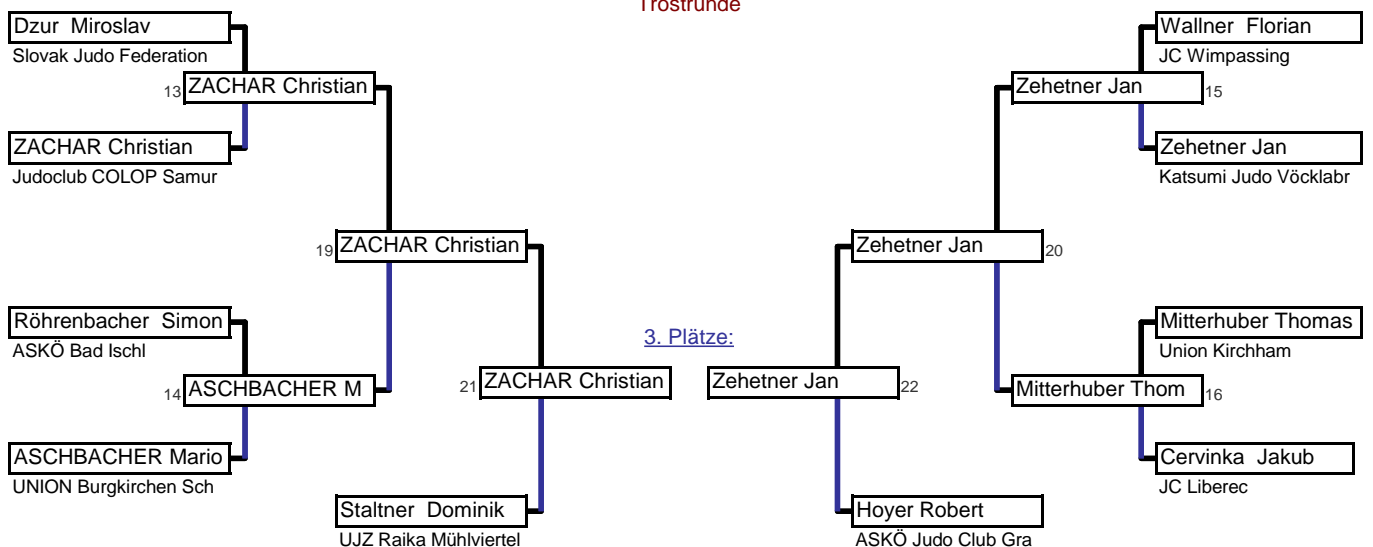 Trostrunde
Dzur Miroslav
Slovak Judo Federation
13 ZACHAR Christian
ZACHAR Christian
Judoclub COLOP Samur
19 ZACHAR Christian
Röhrenbacher Simon
ASKÖ Bad Ischl
14 ASCHBACHER M
ASCHBACHER Mario
UNION Burgkirchen Sch
21 ZACHAR Christian
Staltner Dominik
UJZ Raika Mühlviertel
3. Plätze:
Wallner Florian
JC Wimpassing
Zehetner Jan 15
Zehetner Jan
Katsumi Judo Vöcklabr
Zehetner Jan 20
Mitterhuber Thomas
Union Kirchham
Mitterhuber Thom 16
Cervinka Jakub
JC Liberec
Zehetner Jan 22
Hoyer Robert
ASKÖ Judo Club Gra